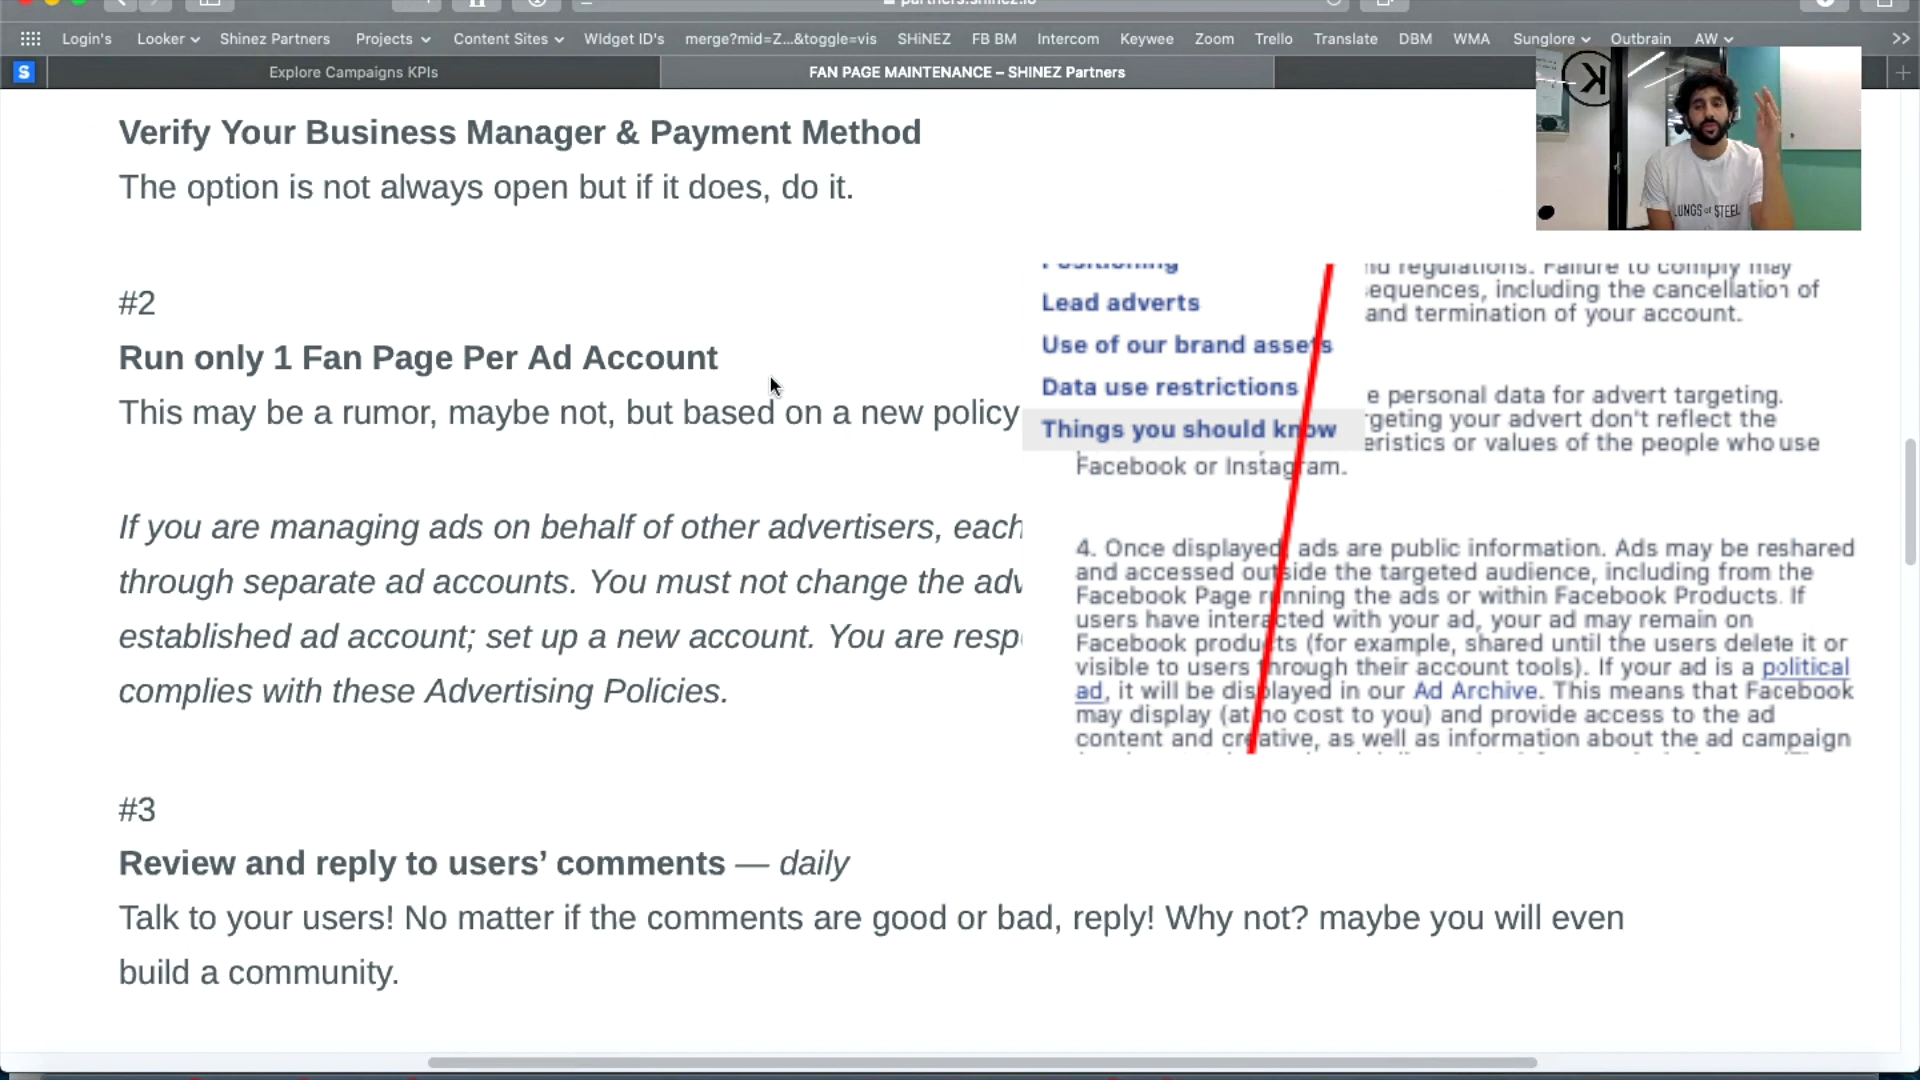 partners.shinez.io
Login's Looker Shinez Partners Projects Content Sites Widget ID's merge?mid=Z...&toggle=vis SHiNEZ FB BM Intercom Keywee Zoom Trello Translate DBM WMA Sunglore Outbrain AW
S Explore Campaigns KPIs FAN PAGE MAINTENANCE – SHINEZ Partners
LUNGS OF STEEL
Verify Your Business Manager & Payment Method
The option is not always open but if it does, do it.
#2
Run only 1 Fan Page Per Ad Account
This may be a rumor, maybe not, but based on a new policy
If you are managing ads on behalf of other advertisers, each
through separate ad accounts. You must not change the adv
established ad account; set up a new account. You are resp
complies with these Advertising Policies.
Positioning
Lead adverts
Use of our brand assets
Data use restrictions
Things you should know
regulations. Failure to comply may
equences, including the cancellation of
and termination of your account.
e personal data for advert targeting.
rgeting your advert don't reflect the
eristics or values of the people who use
Facebook or Instagram.
4. Once displayed, ads are public information. Ads may be reshared
and accessed outside the targeted audience, including from the
Facebook Page running the ads or within Facebook Products. If
users have interacted with your ad, your ad may remain on
Facebook products (for example, shared until the users delete it or
visible to users through their account tools). If your ad is a political
ad, it will be displayed in our Ad Archive. This means that Facebook
may display (at no cost to you) and provide access to the ad
content and creative, as well as information about the ad campaign
#3
Review and reply to users’ comments — daily
Talk to your users! No matter if the comments are good or bad, reply! Why not? maybe you will even
build a community.